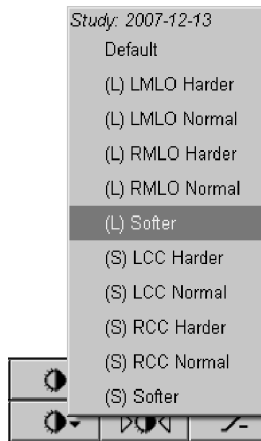 Study: 2007-12-13
Default
(L) LMLO Harder
(L) LMLO Normal
(L) RMLO Harder
(L) RMLO Normal
(L) Softer
(S) LCC Harder
(S) LCC Normal
(S) RCC Harder
(S) RCC Normal
(S) Softer